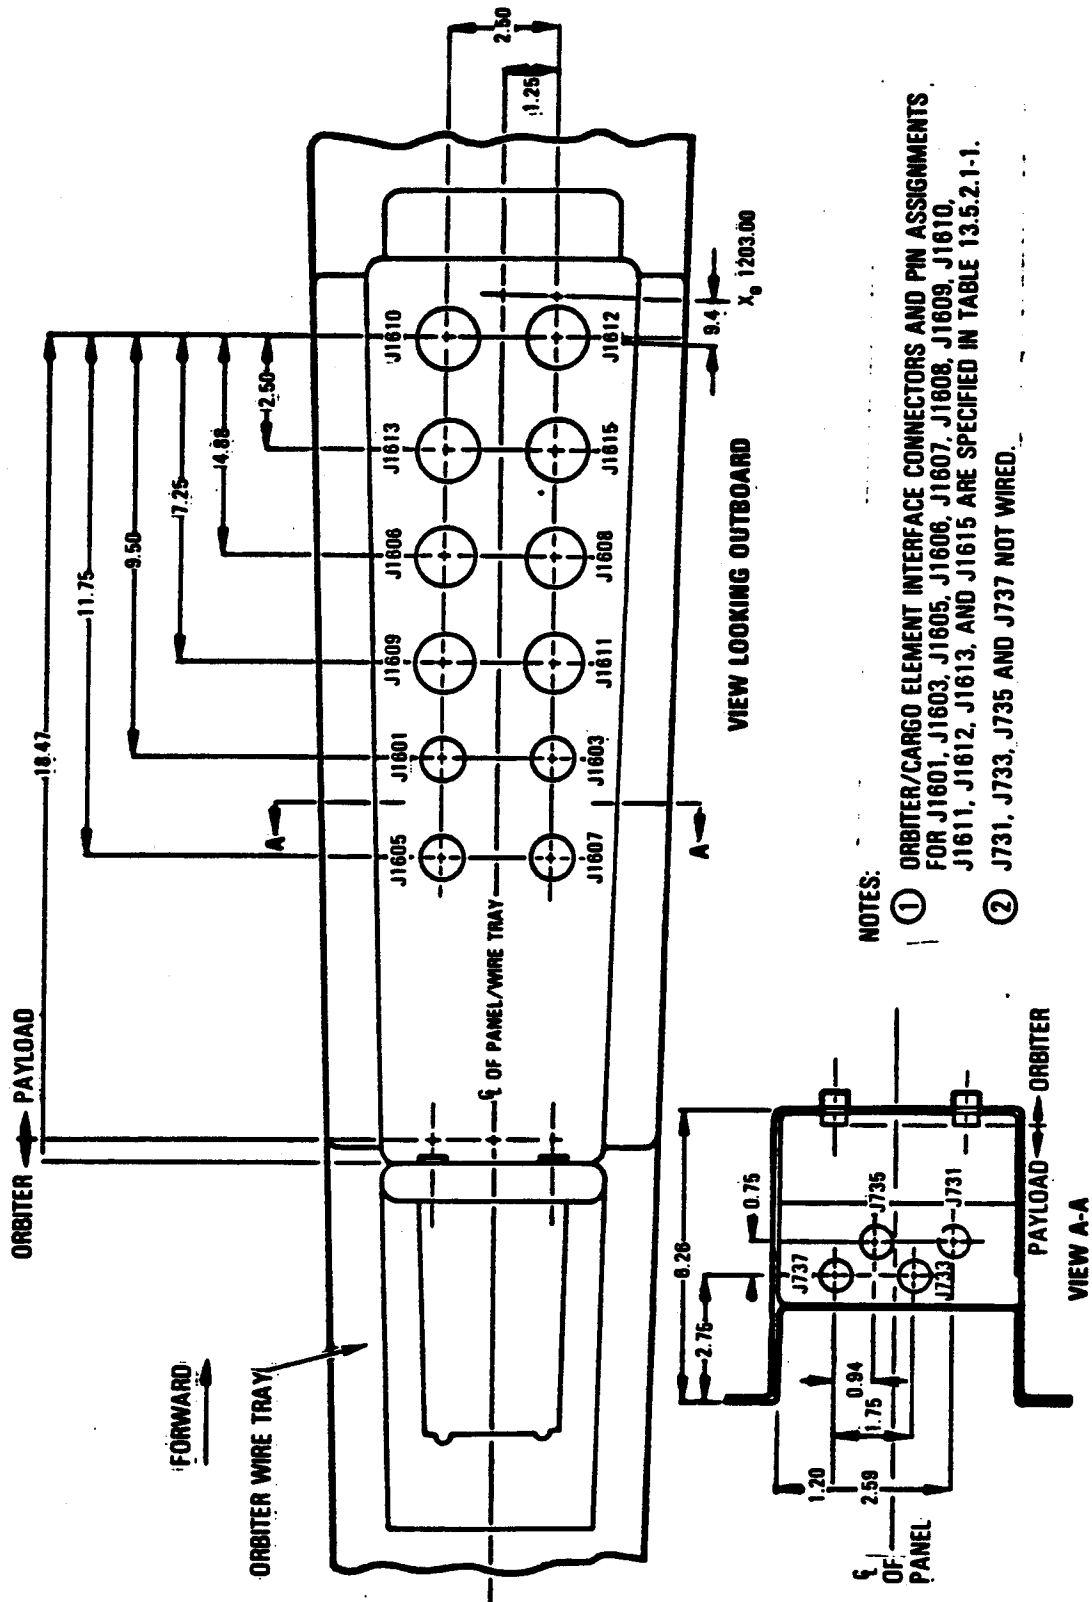 ORBITER PAYLOAD
18.47
11.75
9.50
7.25
4.88
2.50
2.50
1.25
FORWARD
ORBITER WIRE TRAY
J1605
J1601
J1609
J1606
J1613
J1610
A
℄ OF PANEL/WIRE TRAY
J1607
J1603
J1611
J1608
J1615
J1612
A
9.4
X₀ 1203.00
VIEW LOOKING OUTBOARD
6.26
2.76
0.75
J737
J735
J733
J731
0.94
1.75
1.20
2.59
℄
OF
PANEL
PAYLOAD ORBITER
VIEW A-A
NOTES:
1 ORBITER/CARGO ELEMENT INTERFACE CONNECTORS AND PIN ASSIGNMENTS
FOR J1601, J1603, J1605, J1606, J1607, J1608, J1609, J1610,
J1611, J1612, J1613, AND J1615 ARE SPECIFIED IN TABLE 13.5.2.1-1.
2 J731, J733, J735 AND J737 NOT WIRED.